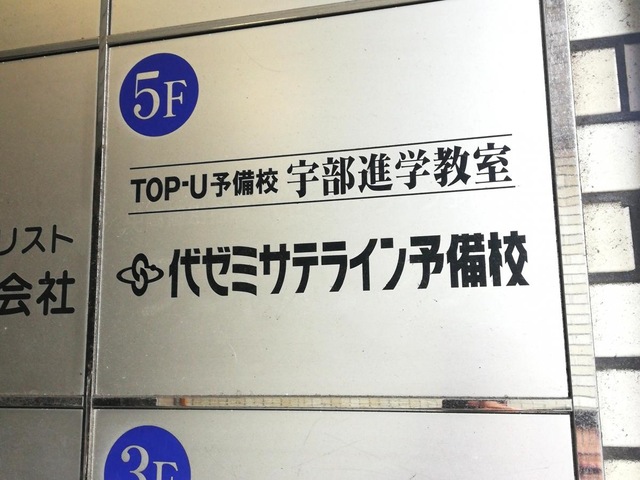 5F
TOP-U予備校 宇部進学教室
代ゼミサテライン予備校
リスト
会社
3F